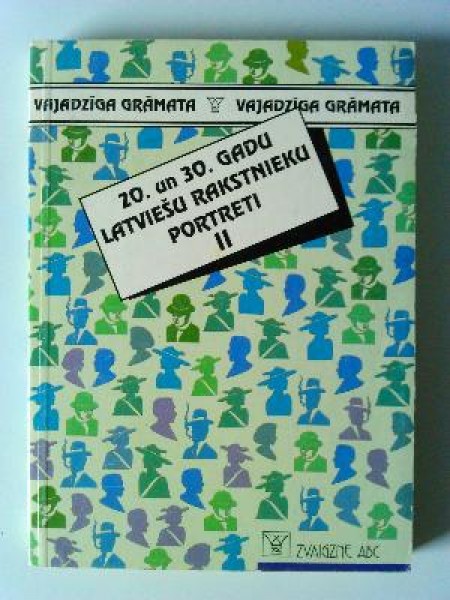 VAJADZĪGA GRĀMATA VAJADZĪGA GRĀMATA
20. un 30. GADU
LATVIEŠU RAKSTNIEKU
PORTRETI
II
ZVAIGZNE ABC